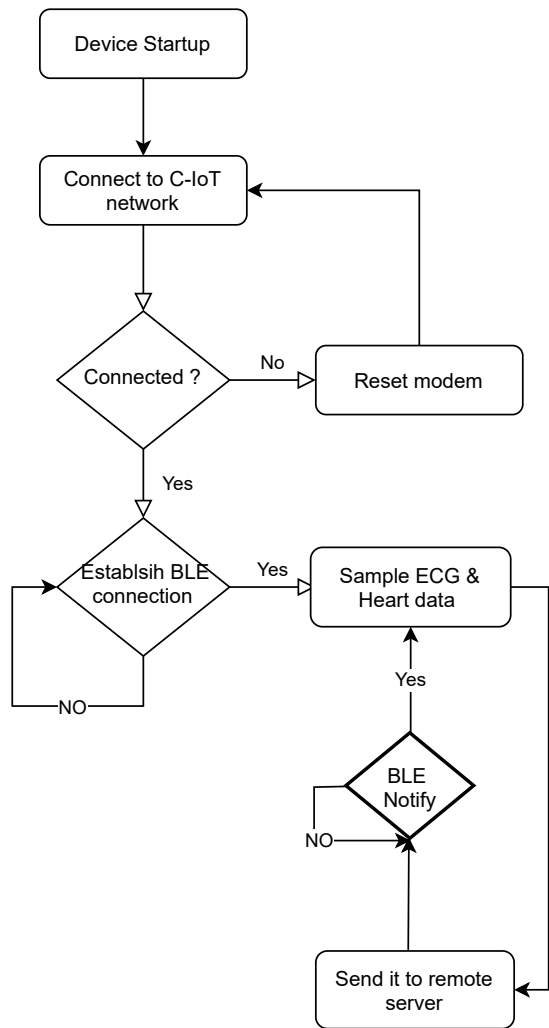 Device Startup
Connect to C-IoT
network
Connected ?
No
Reset modem
Yes
Establsih BLE
connection
Yes
Sample ECG &
Heart data
NO
Yes
BLE
Notify
NO
Send it to remote
server